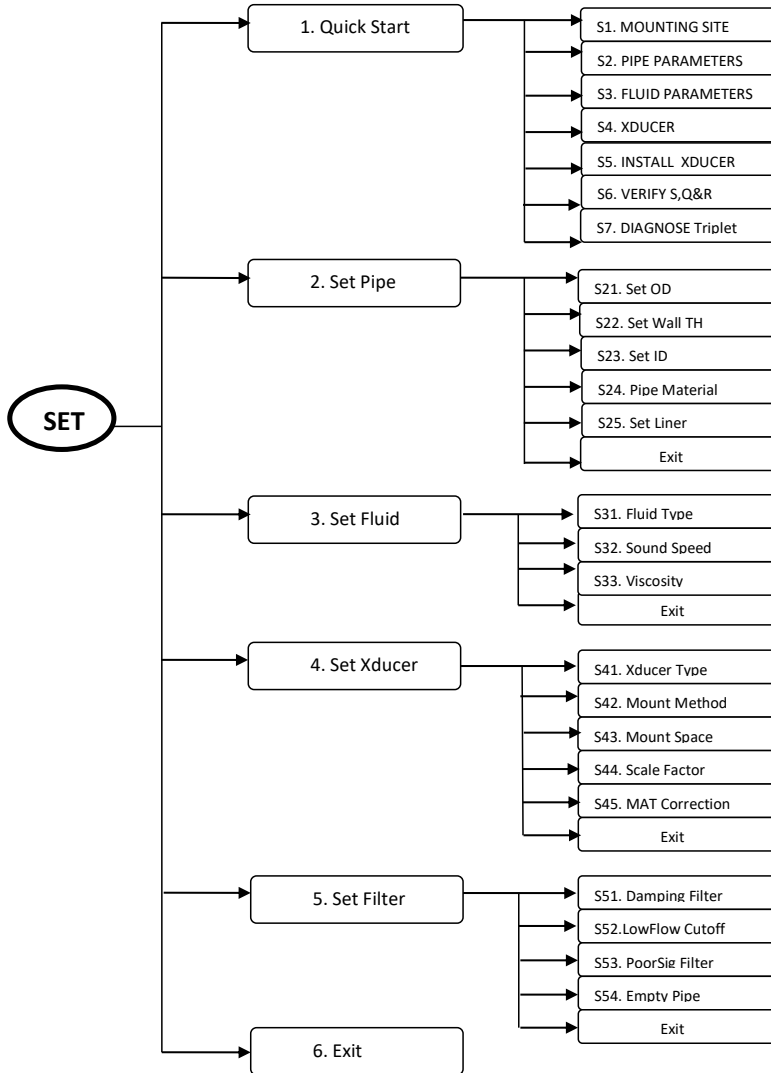 SET
1. Quick Start
S1. MOUNTING SITE
S2. PIPE PARAMETERS
S3. FLUID PARAMETERS
S4. XDUCER
S5. INSTALL XDUCER
S6. VERIFY S,Q&R
S7. DIAGNOSE Triplet
2. Set Pipe
S21. Set OD
S22. Set Wall TH
S23. Set ID
S24. Pipe Material
S25. Set Liner
Exit
3. Set Fluid
S31. Fluid Type
S32. Sound Speed
S33. Viscosity
Exit
4. Set Xducer
S41. Xducer Type
S42. Mount Method
S43. Mount Space
S44. Scale Factor
S45. MAT Correction
Exit
5. Set Filter
S51. Damping Filter
S52.LowFlow Cutoff
S53. PoorSig Filter
S54. Empty Pipe
Exit
6. Exit